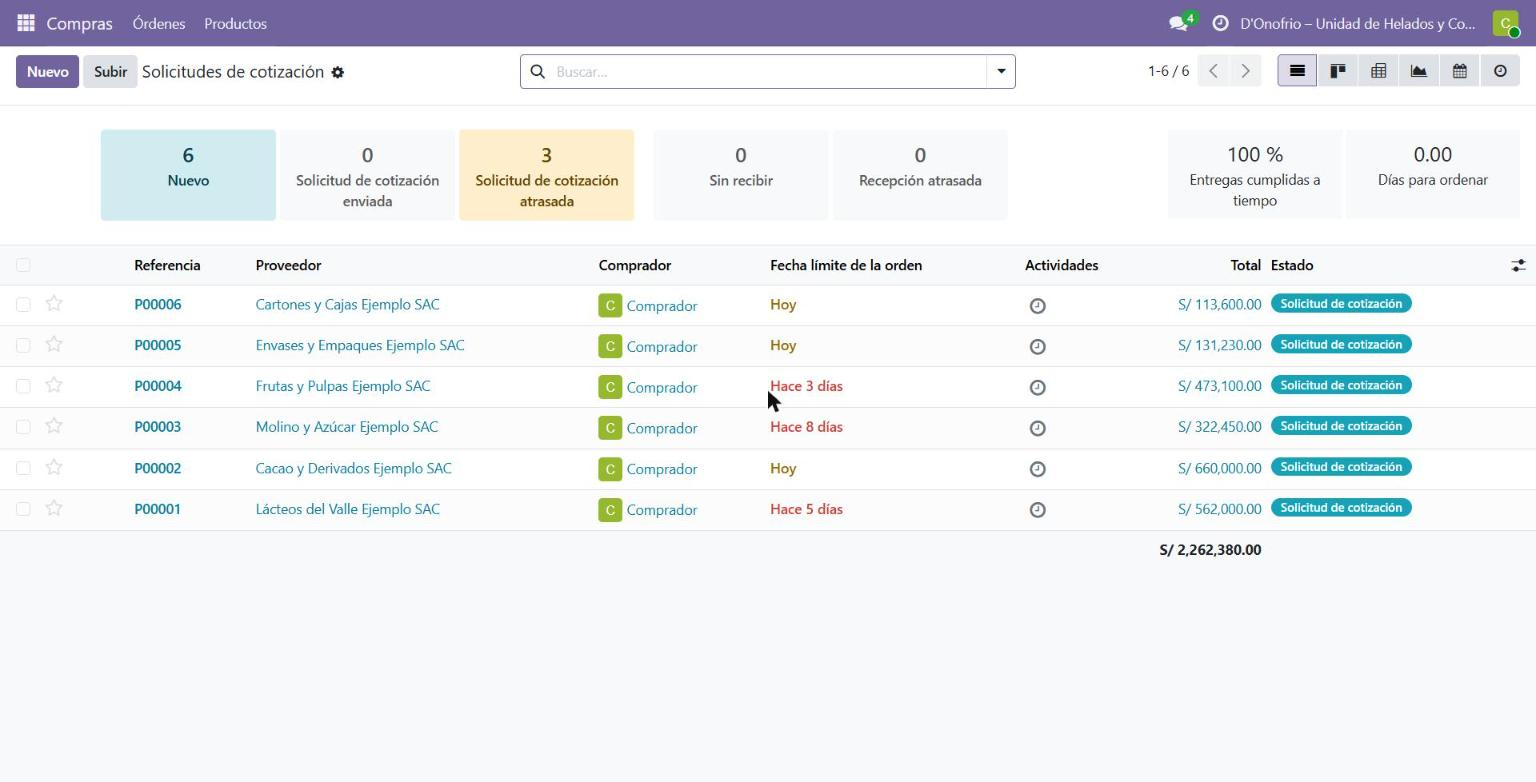 Compras Órdenes Productos 4 D'Onofrio – Unidad de Helados y Co... C
Nuevo Subir Solicitudes de cotización Buscar... 1-6 / 6
6 Nuevo
0 Solicitud de cotización enviada
3 Solicitud de cotización atrasada
0 Sin recibir
0 Recepción atrasada
100 % Entregas cumplidas a tiempo
0.00 Días para ordenar
Referencia Proveedor Comprador Fecha límite de la orden Actividades Total Estado
P00006 Cartones y Cajas Ejemplo SAC C Comprador Hoy S/ 113,600.00 Solicitud de cotización
P00005 Envases y Empaques Ejemplo SAC C Comprador Hoy S/ 131,230.00 Solicitud de cotización
P00004 Frutas y Pulpas Ejemplo SAC C Comprador Hace 3 días S/ 473,100.00 Solicitud de cotización
P00003 Molino y Azúcar Ejemplo SAC C Comprador Hace 8 días S/ 322,450.00 Solicitud de cotización
P00002 Cacao y Derivados Ejemplo SAC C Comprador Hoy S/ 660,000.00 Solicitud de cotización
P00001 Lácteos del Valle Ejemplo SAC C Comprador Hace 5 días S/ 562,000.00 Solicitud de cotización
S/ 2,262,380.00